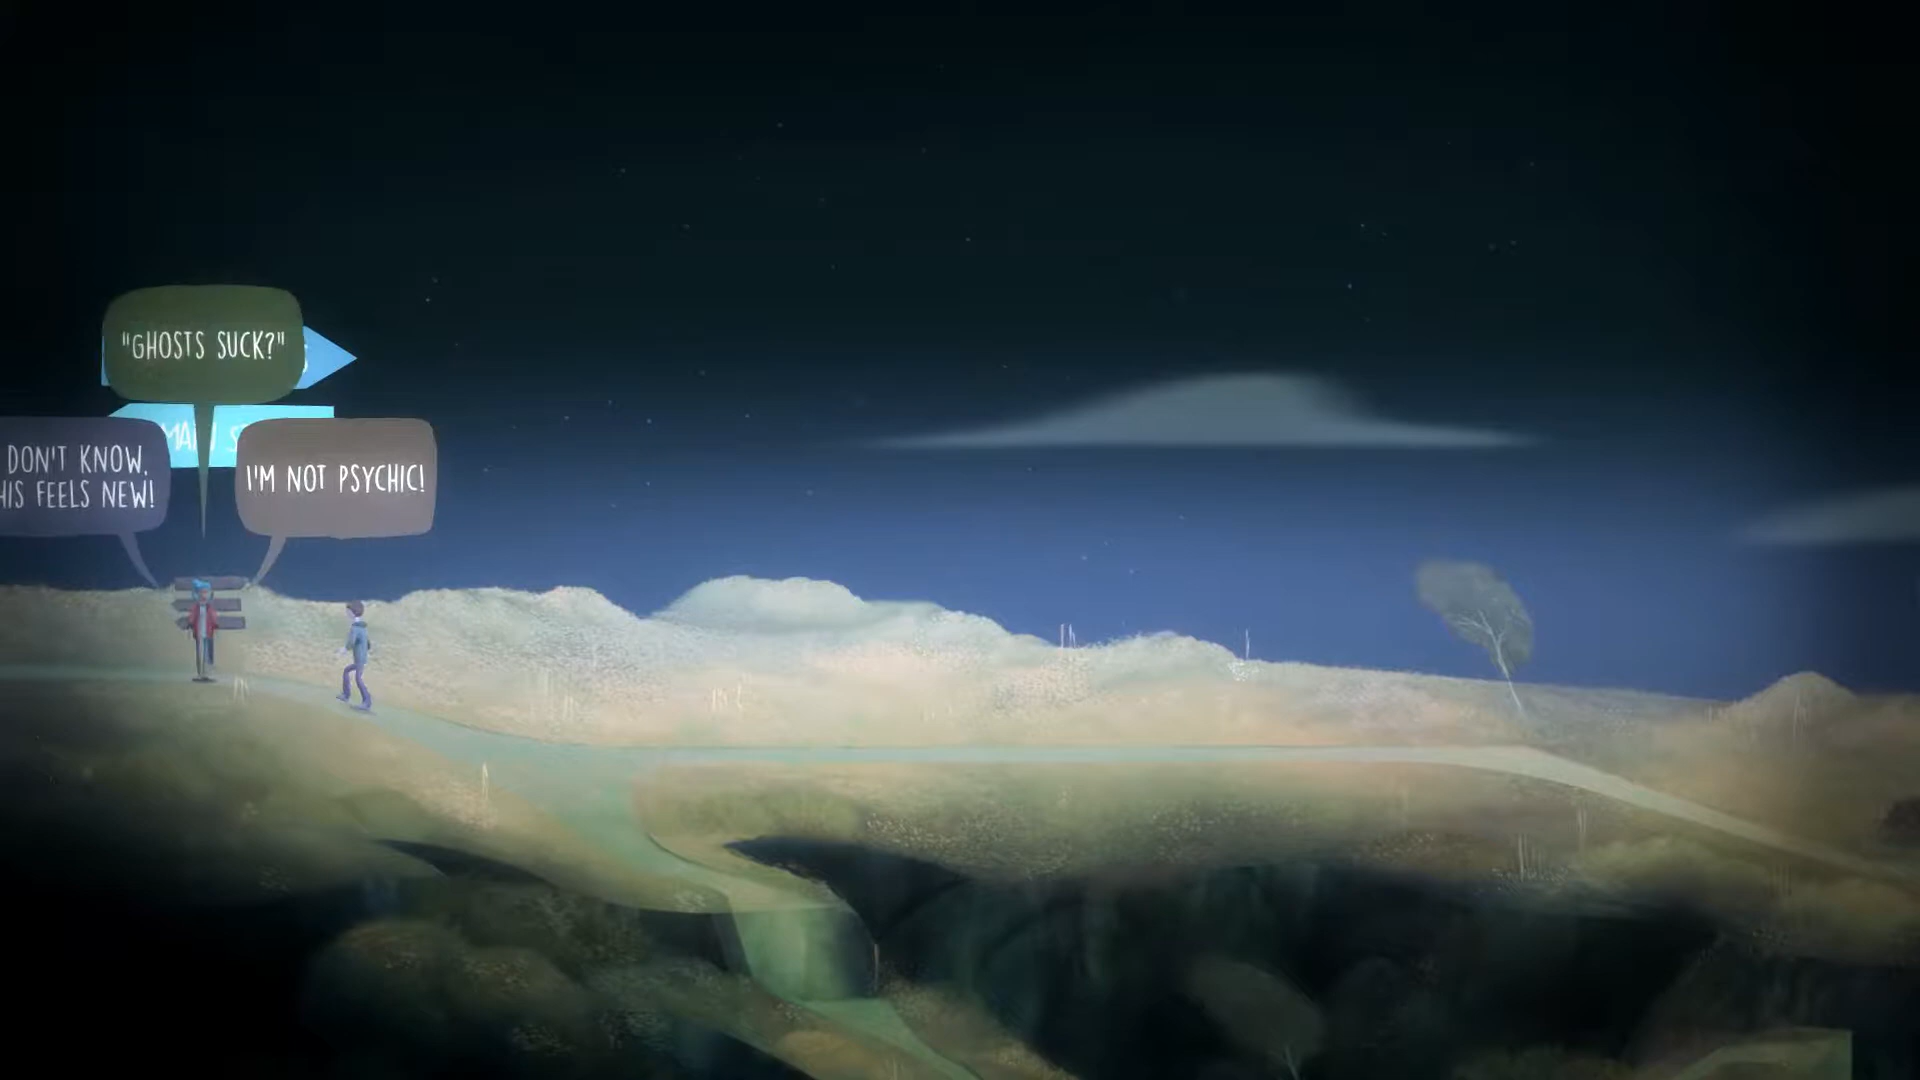 "GHOSTS SUCK?"
DON'T KNOW,
HIS FEELS NEW!
I'M NOT PSYCHIC!